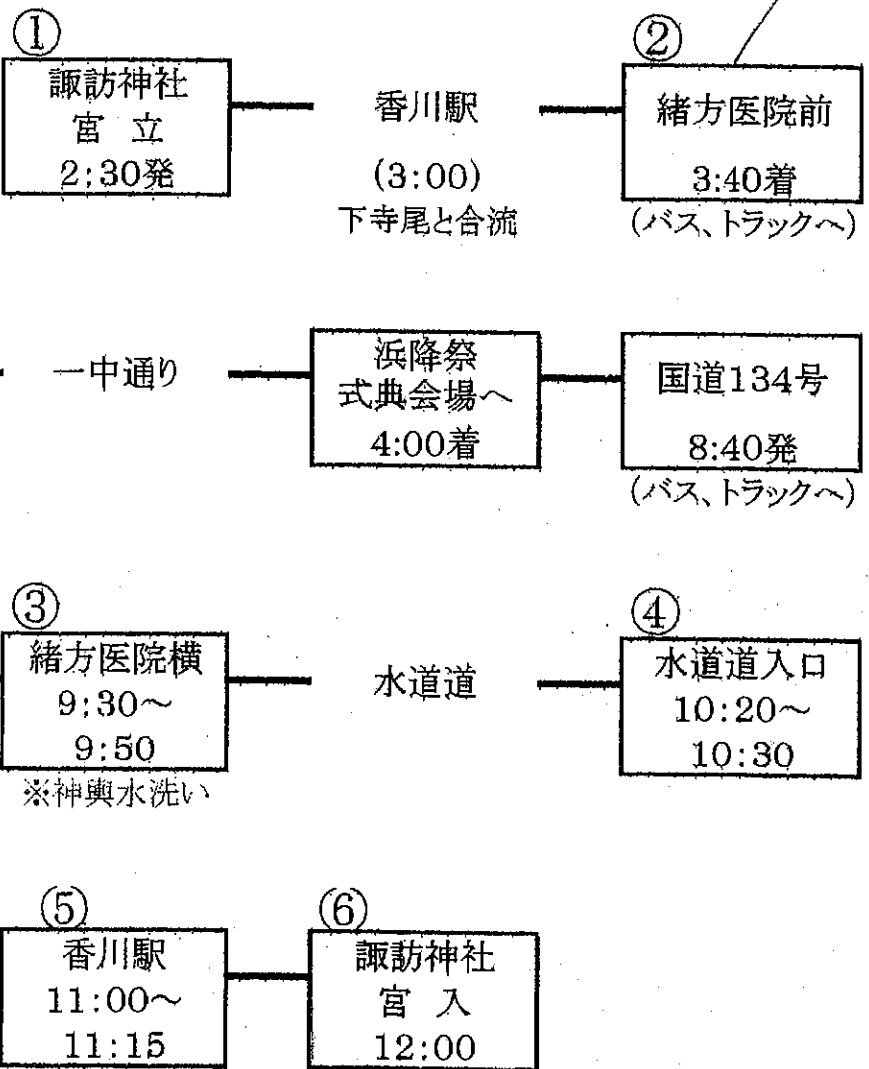 ①
諏訪神社
宮 立
2:30発
香川駅
(3:00)
下寺尾と合流
②
緒方医院前
3:40着
(バス、トラックへ)
一中通り
浜降祭
式典会場へ
4:00着
国道134号
8:40発
(バス、トラックへ)
③
緒方医院横
9:30～
9:50
※神輿水洗い
水道道
④
水道道入口
10:20～
10:30
⑤
香川駅
11:00～
11:15
⑥
諏訪神社
宮 入
12:00